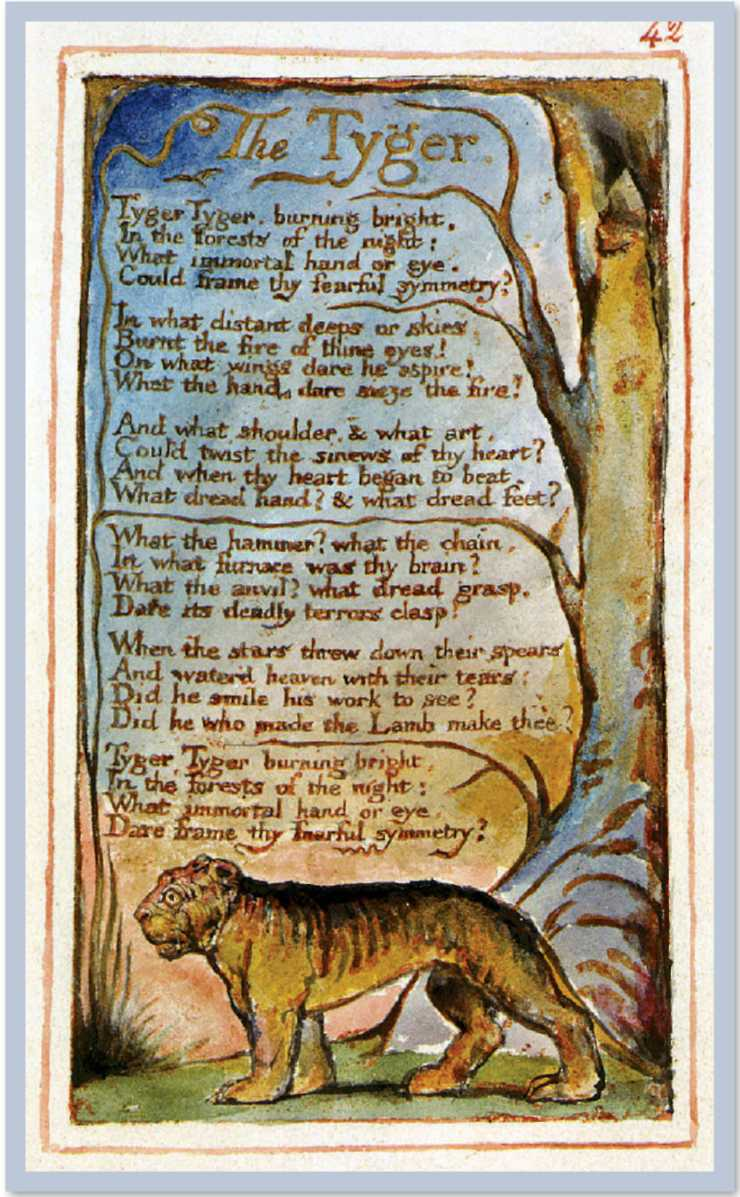 42
The Tyger.
Tyger Tyger. burning bright,
In the forests of the night;
What immortal hand or eye.
Could frame thy fearful symmetry?
In what distant deeps or skies.
Burnt the fire of thine eyes!
On what wings dare he aspire!
What the hand, dare sieze the fire?
And what shoulder, & what art,
Could twist the sinews of thy heart?
And when thy heart began to beat,
What dread hand? & what dread feet?
What the hammer? what the chain,
In what furnace was thy brain?
What the anvil? what dread grasp.
Dare its deadly terrors clasp!
When the stars threw down their spears
And water'd heaven with their tears:
Did he smile his work to see?
Did he who made the Lamb make thee?
Tyger Tyger burning bright,
In the forests of the night:
What immortal hand or eye,
Dare frame thy fearful symmetry?